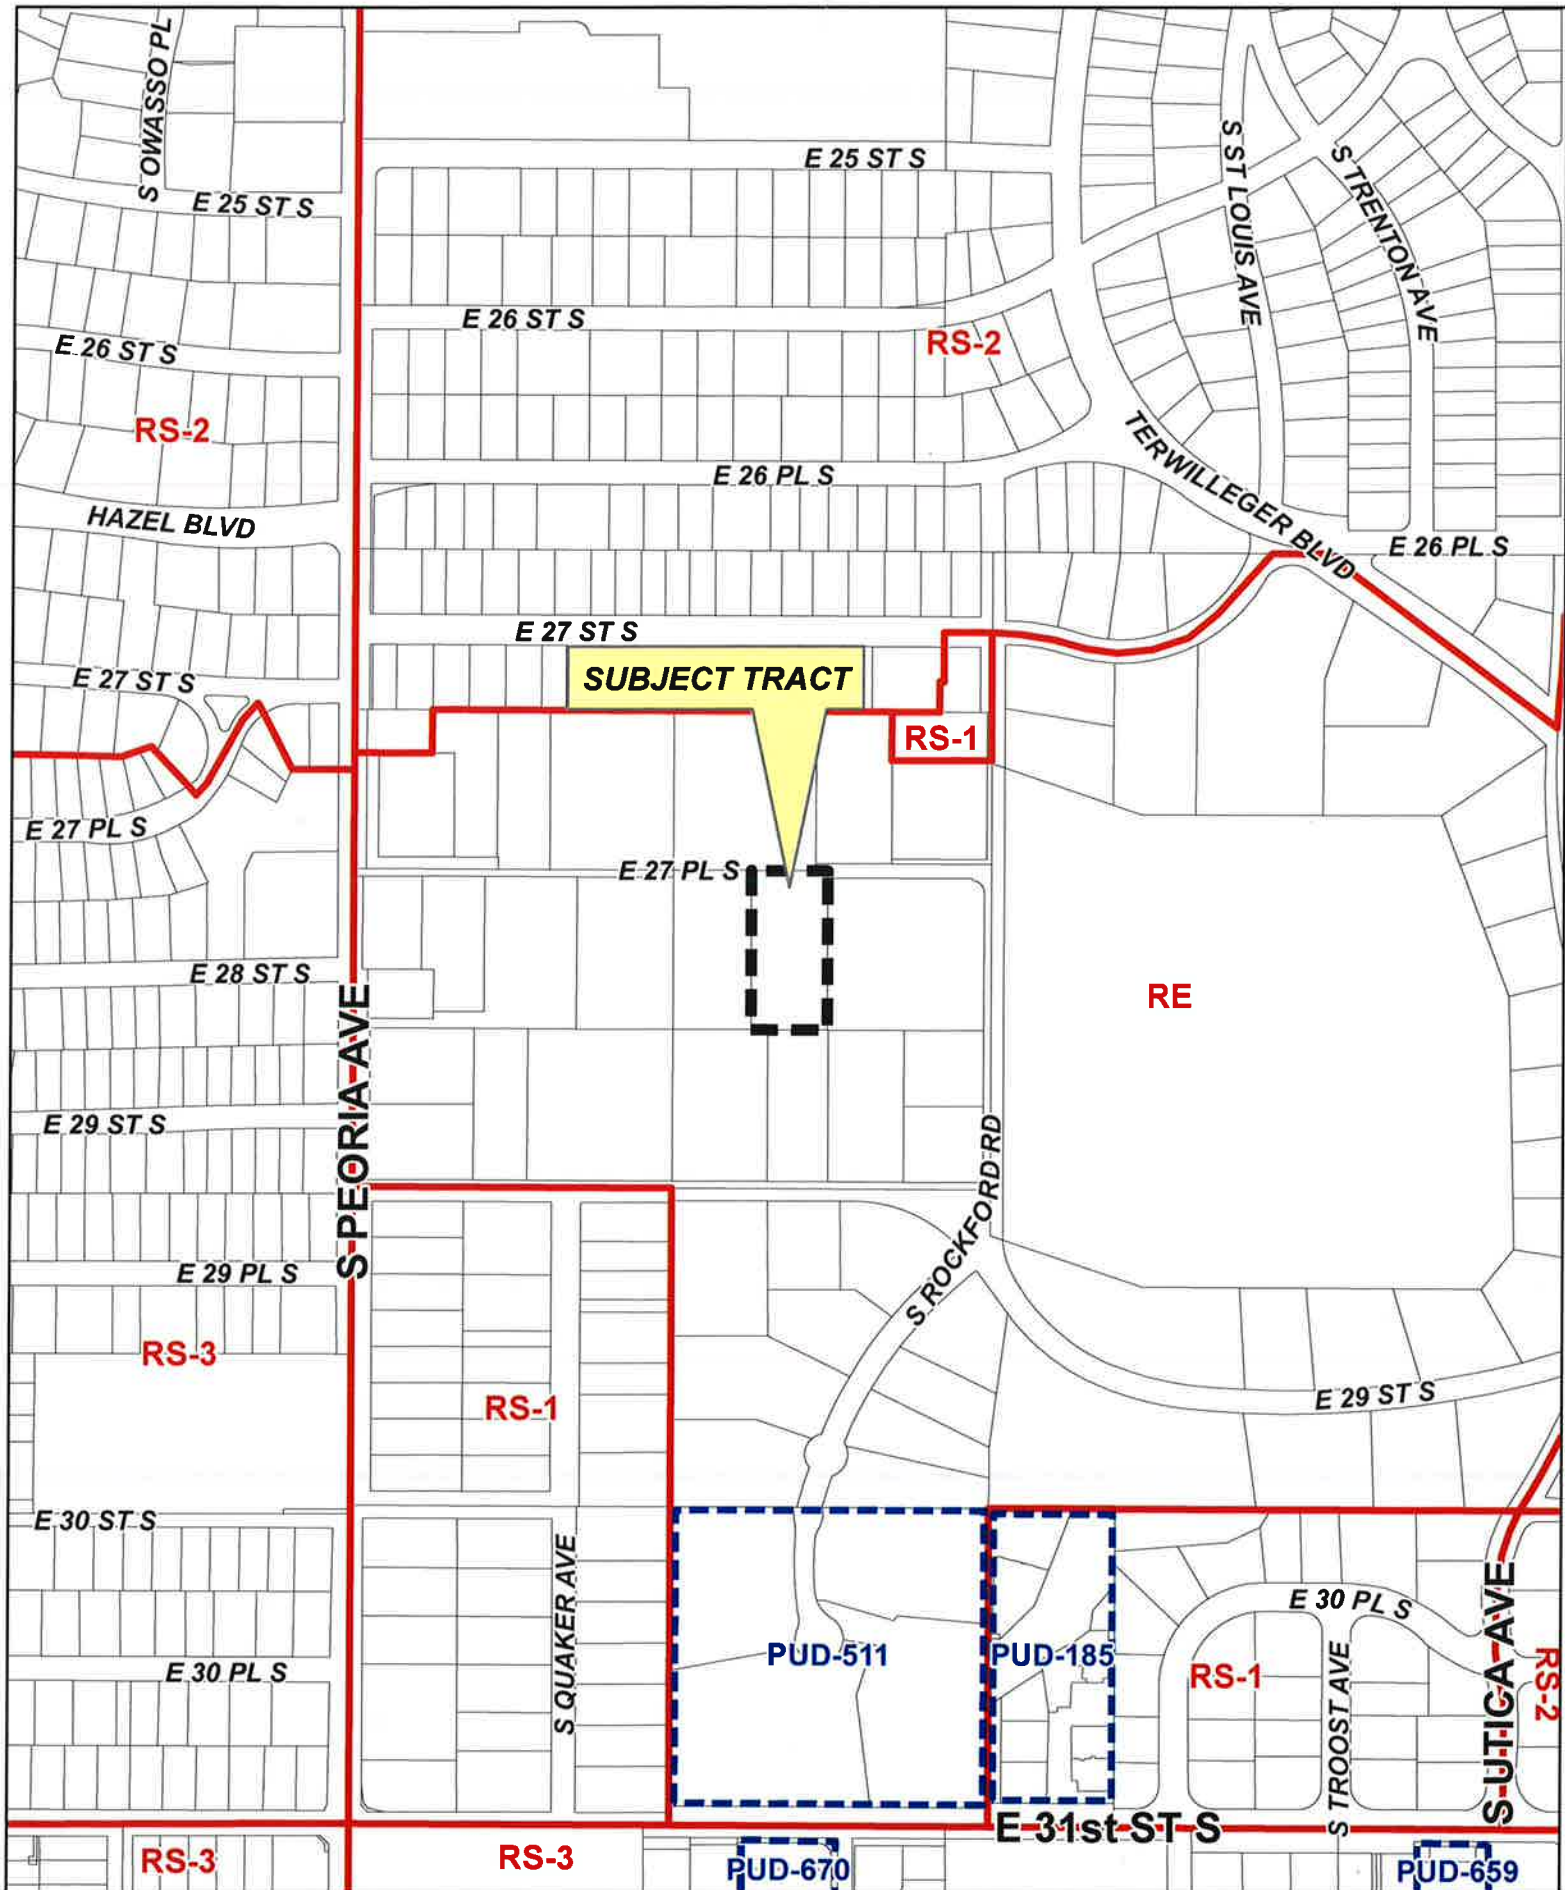 S OWASSO PL
E 25 ST S
E 25 ST S
S ST LOUIS AVE
S TRENTON AVE
E 26 ST S
E 26 ST S
RS-2
RS-2
E 26 PL S
TERWILLEGER BLVD
HAZEL BLVD
E 26 PL S
E 27 ST S
E 27 ST S
SUBJECT TRACT
RS-1
E 27 PL S
E 27 PL S
E 28 ST S
RE
S PEORIA AVE
E 29 ST S
S ROCKFORD RD
E 29 PL S
RS-3
RS-1
E 29 ST S
E 30 ST S
S QUAKER AVE
E 30 PL S
PUD-511
PUD-185
RS-1
S TROOST AVE
S UTICA AVE
RS-2
E 30 PL S
E 31st ST S
RS-3
RS-3
PUD-670
PUD-659